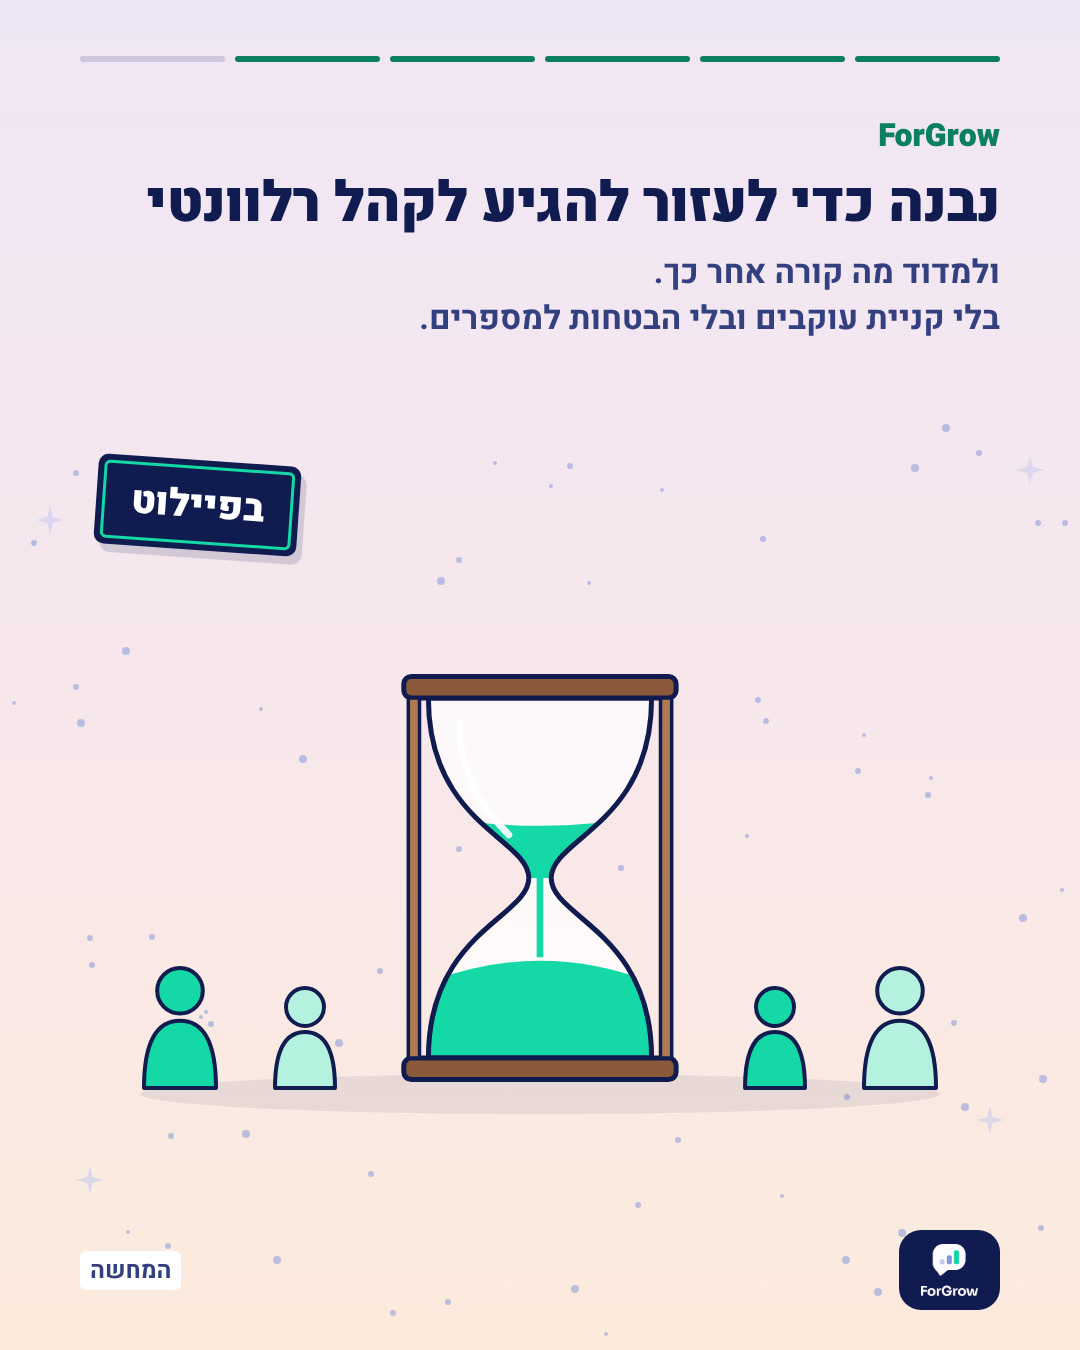 ForGrow
נבנה כדי לעזור להגיע לקהל רלוונטי
ולמדוד מה קורה אחר כך.
בלי קניית עוקבים ובלי הבטחות למספרים.
בפיילוט
המחשה
ForGrow